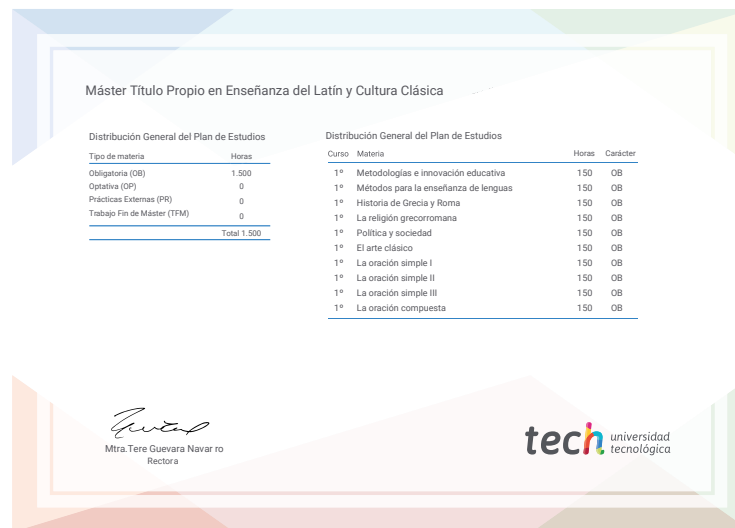 Máster Título Propio en Enseñanza del Latín y Cultura Clásica
Distribución General del Plan de Estudios
Tipo de materia Horas
Obligatoria (OB) 1.500
Optativa (OP) 0
Prácticas Externas (PR) 0
Trabajo Fin de Máster (TFM) 0
Total 1.500
Distribución General del Plan de Estudios
Curso Materia Horas Carácter
1º Metodologías e innovación educativa 150 OB
1º Métodos para la enseñanza de lenguas 150 OB
1º Historia de Grecia y Roma 150 OB
1º La religión grecorromana 150 OB
1º Política y sociedad 150 OB
1º El arte clásico 150 OB
1º La oración simple I 150 OB
1º La oración simple II 150 OB
1º La oración simple III 150 OB
1º La oración compuesta 150 OB
Mtra.Tere Guevara Navar ro
Rectora
tech universidad
tecnológica